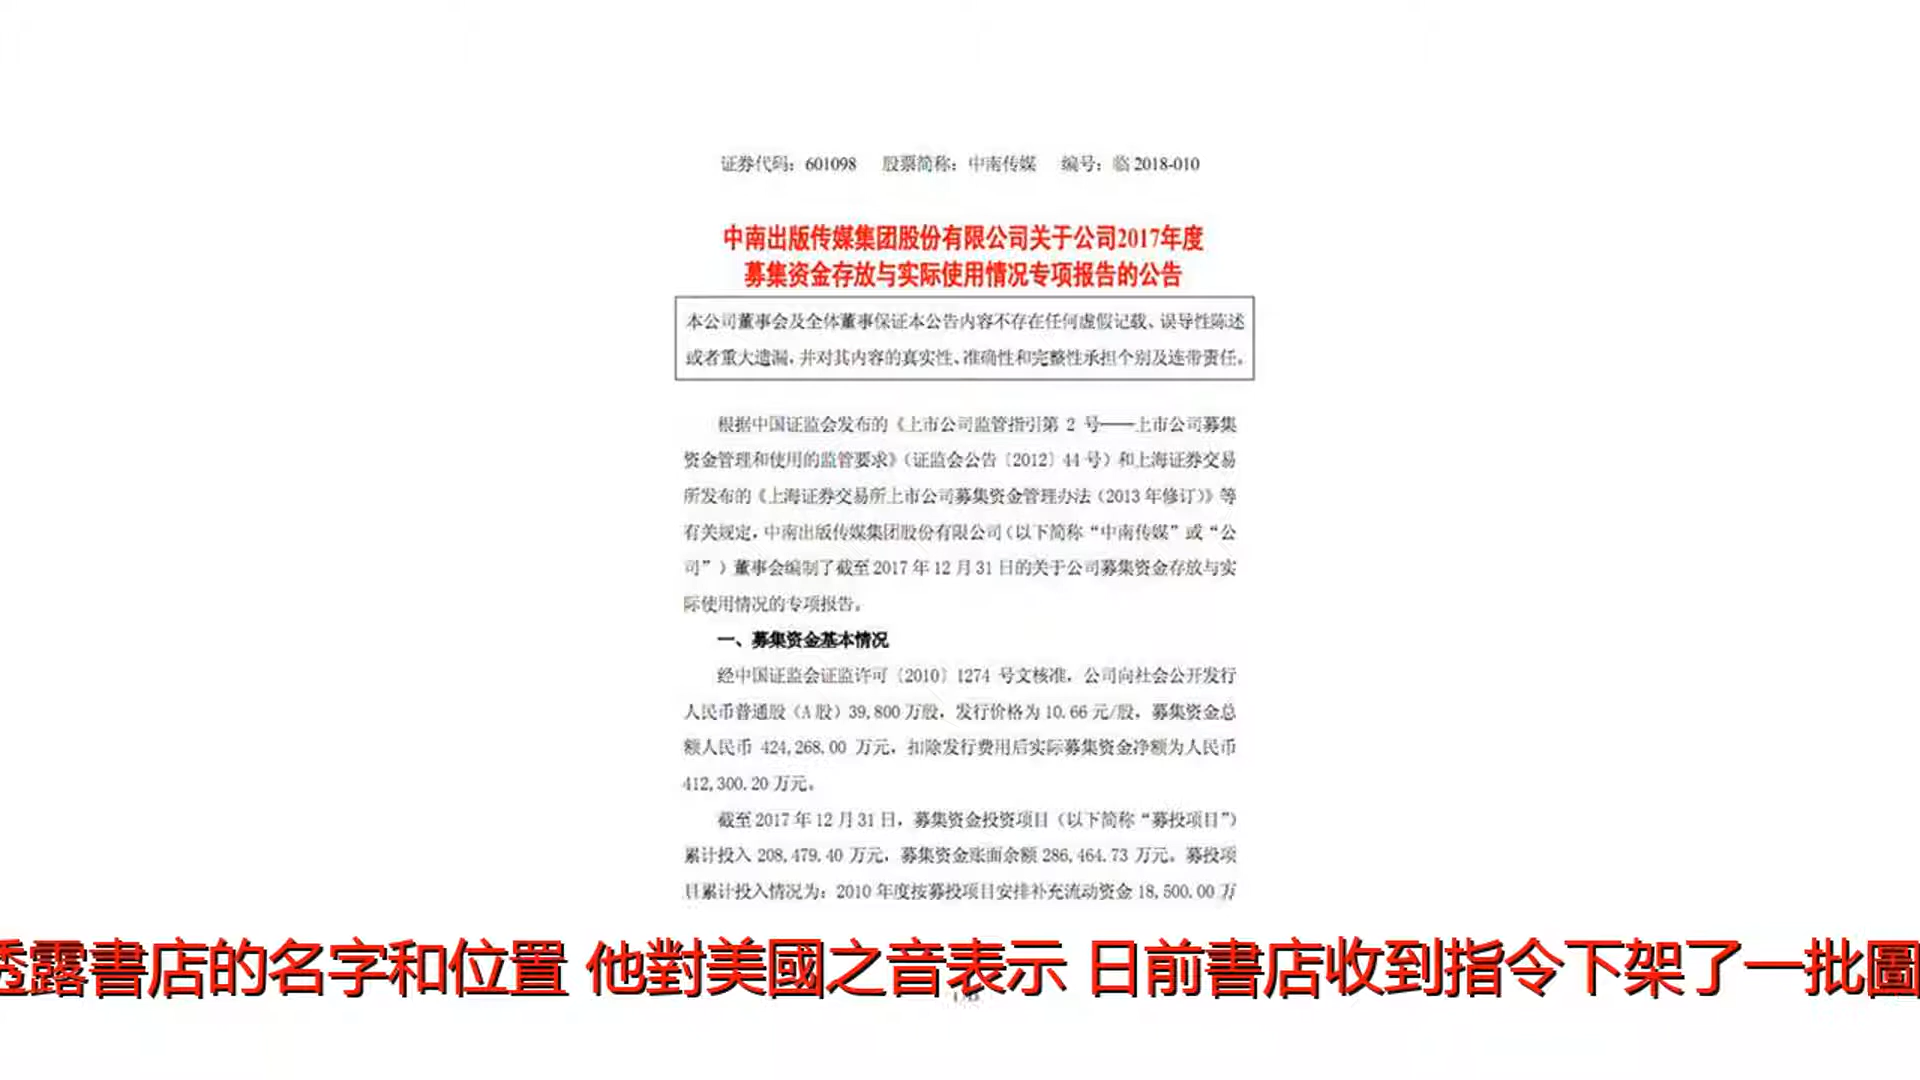 证券代码：601098 股票简称：中南传媒 编号：临 2018-010
中南出版传媒集团股份有限公司关于公司2017年度
募集资金存放与实际使用情况专项报告的公告
本公司董事会及全体董事保证本公告内容不存在任何虚假记载、误导性陈述
或者重大遗漏，并对其内容的真实性、准确性和完整性承担个别及连带责任。
根据中国证监会发布的《上市公司监管指引第 2 号——上市公司募集
资金管理和使用的监管要求》（证监会公告〔2012〕44 号）和上海证券交易
所发布的《上海证券交易所上市公司募集资金管理办法（2013 年修订）》等
有关规定，中南出版传媒集团股份有限公司（以下简称“中南传媒”或“公
司”）董事会编制了截至 2017 年 12 月 31 日的关于公司募集资金存放与实
际使用情况的专项报告。
一、募集资金基本情况
经中国证监会证监许可〔2010〕1274 号文核准，公司向社会公开发行
人民币普通股（A 股）39,800 万股，发行价格为 10.66 元/股，募集资金总
额人民币 424,268.00 万元，扣除发行费用后实际募集资金净额为人民币
412,300.20 万元。
截至 2017 年 12 月 31 日，募集资金投资项目（以下简称“募投项目”）
累计投入 208,479.40 万元，募集资金账面余额 286,464.73 万元。募投项
目累计投入情况为：2010 年度按募投项目安排补充流动资金 18,500.00 万
透露書店的名字和位置 他對美國之音表示 日前書店收到指令下架了一批圖